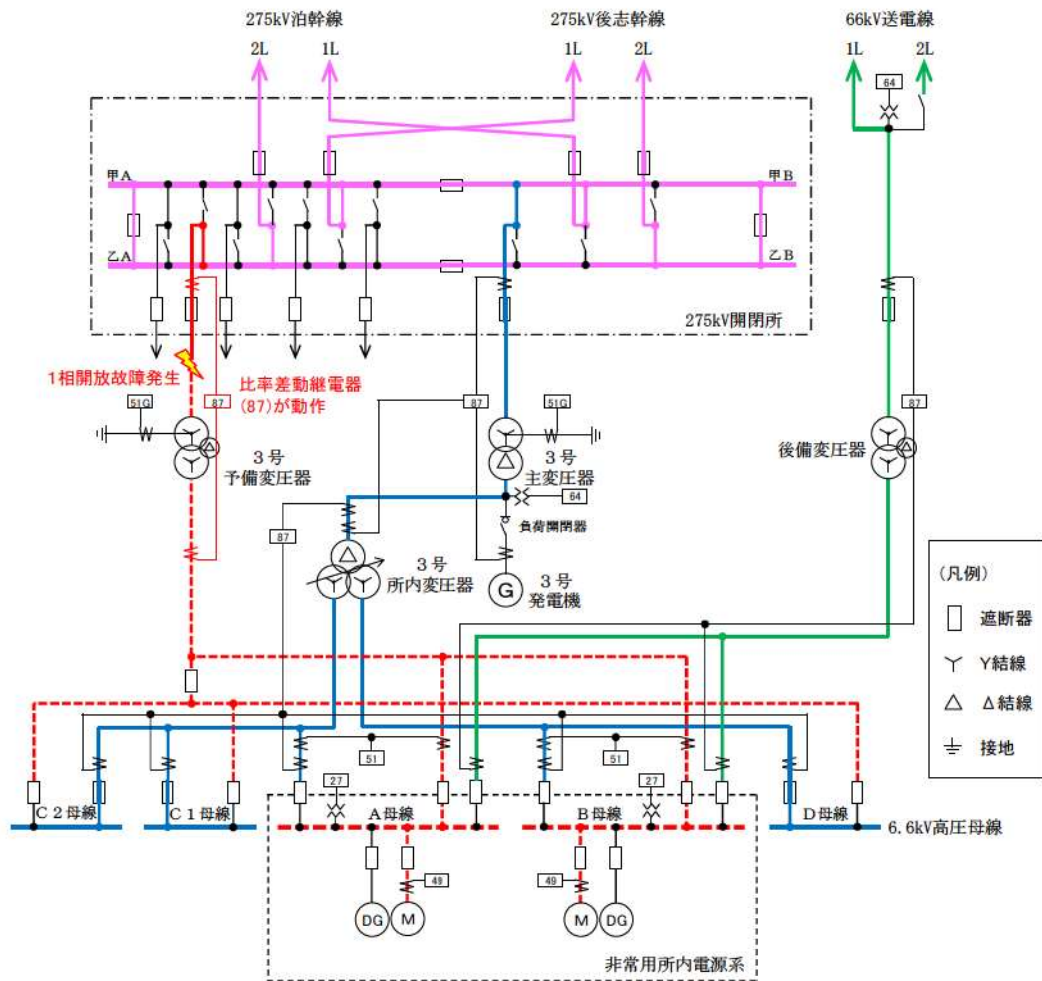 275kV泊幹線
275kV後志幹線
66kV送電線
2L
1L
1L
2L
1L
2L
64
甲A
甲B
乙A
乙B
275kV開閉所
1相開放故障発生
比率差動継電器
(87)が動作
87
51G
3号
予備変圧器
87
51G
3号
主変圧器
87
後備変圧器
64
負荷開閉器
87
3号
所内変圧器
G
3号
発電機
(凡例)
遮断器
Y結線
Δ結線
接地
51
51
27
27
C2母線
C1母線
A母線
B母線
D母線
6.6kV高圧母線
49
49
DG
M
M
DG
非常用所内電源系